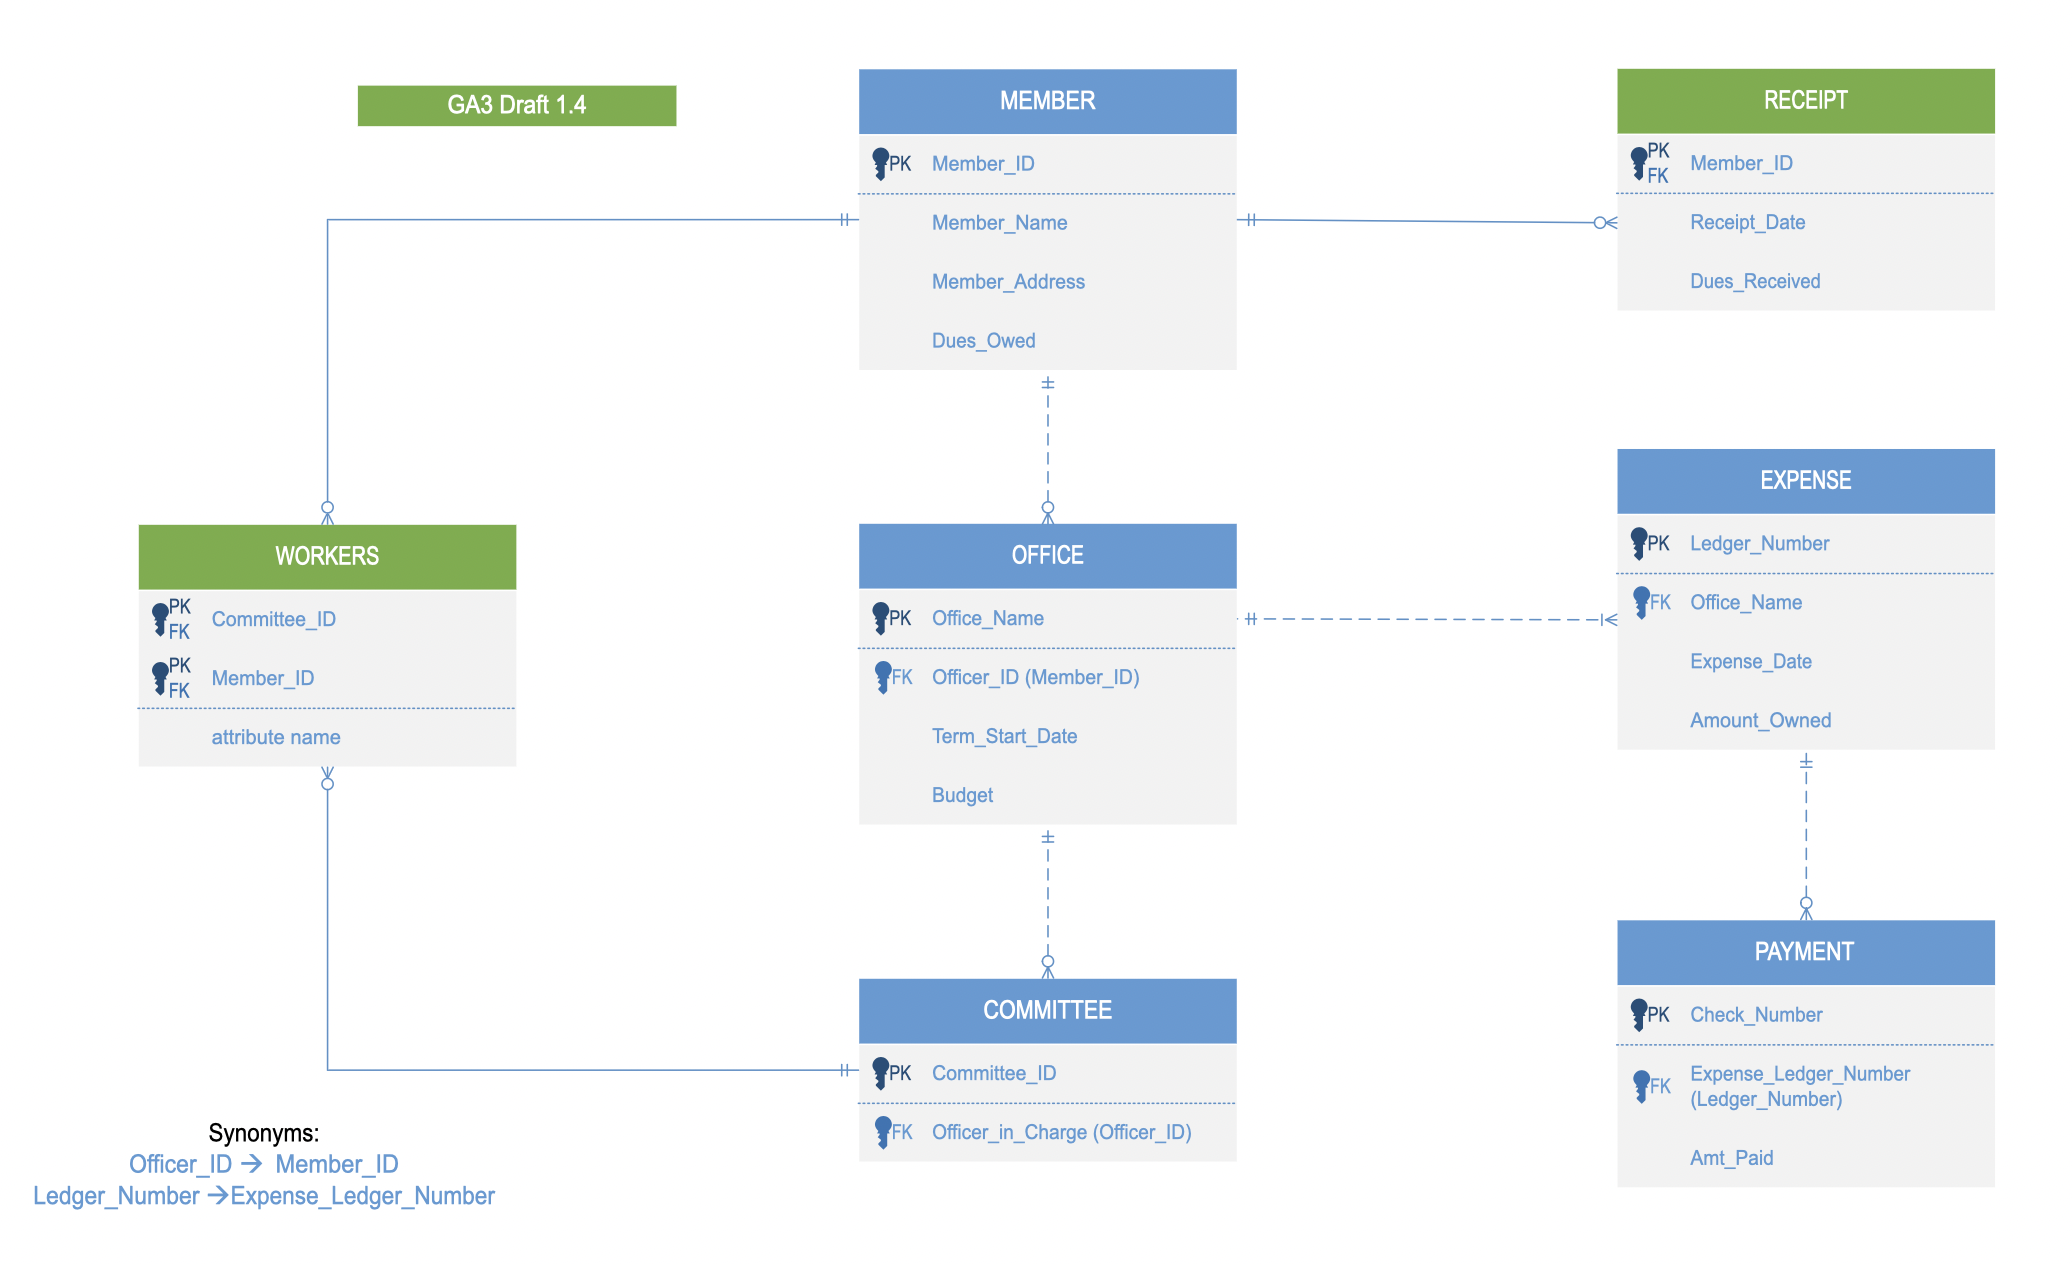 GA3 Draft 1.4
MEMBER
PK Member_ID
Member_Name
Member_Address
Dues_Owed
RECEIPT
PK
FK
Member_ID
Receipt_Date
Dues_Received
WORKERS
PK
FK
Committee_ID
PK
FK
Member_ID
attribute name
OFFICE
PK Office_Name
FK Officer_ID (Member_ID)
Term_Start_Date
Budget
EXPENSE
PK Ledger_Number
FK Office_Name
Expense_Date
Amount_Owned
COMMITTEE
PK Committee_ID
FK Officer_in_Charge (Officer_ID)
PAYMENT
PK Check_Number
FK Expense_Ledger_Number
(Ledger_Number)
Amt_Paid
Synonyms:
Officer_ID → Member_ID
Ledger_Number →Expense_Ledger_Number